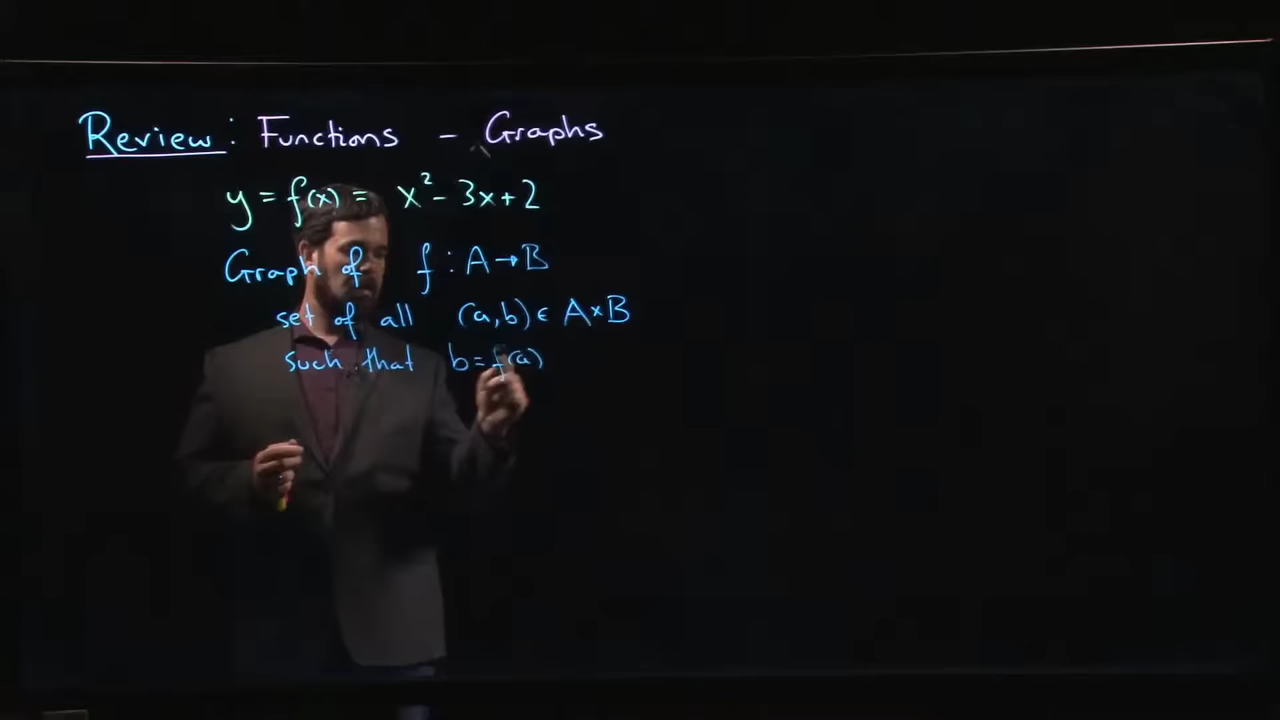 Review: Functions - Graphs
y = f(x) = x² - 3x + 2
Graph of f : A → B
set of all (a,b) ∈ A×B
such that b = f(a)